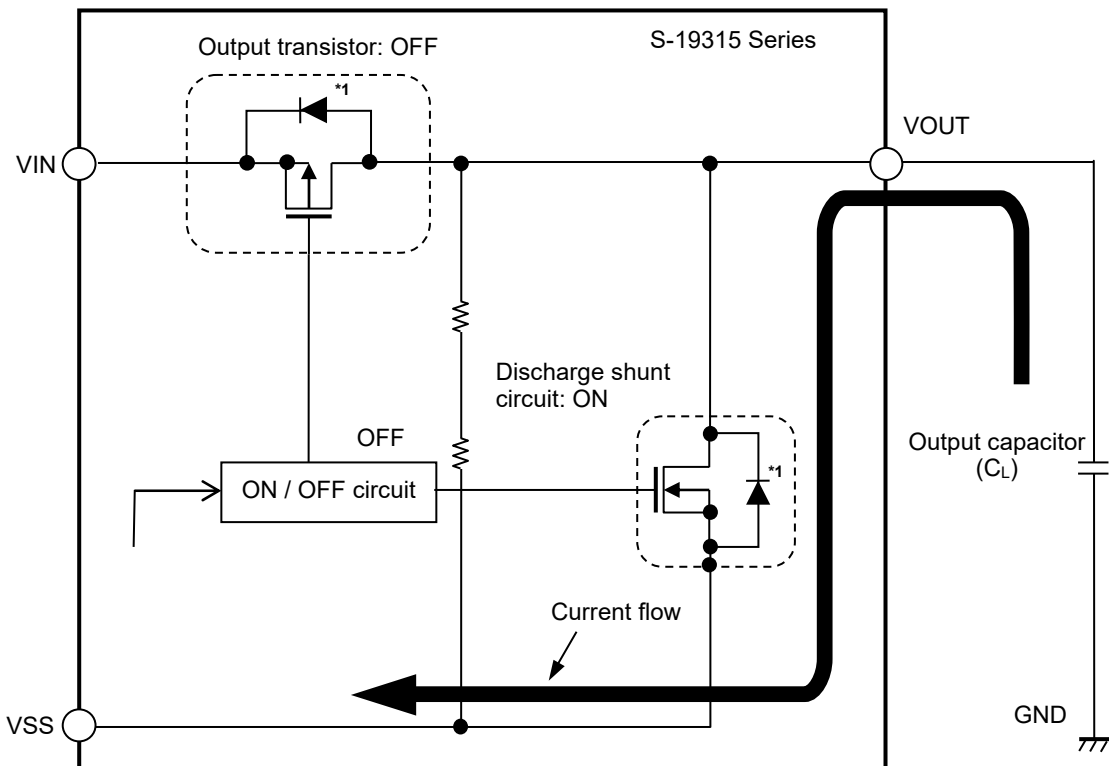 S-19315 Series
Output transistor: OFF
*1
VOUT
VIN
Discharge shunt
circuit: ON
OFF
*1
Output capacitor
(CL)
ON / OFF circuit
Current flow
GND
VSS